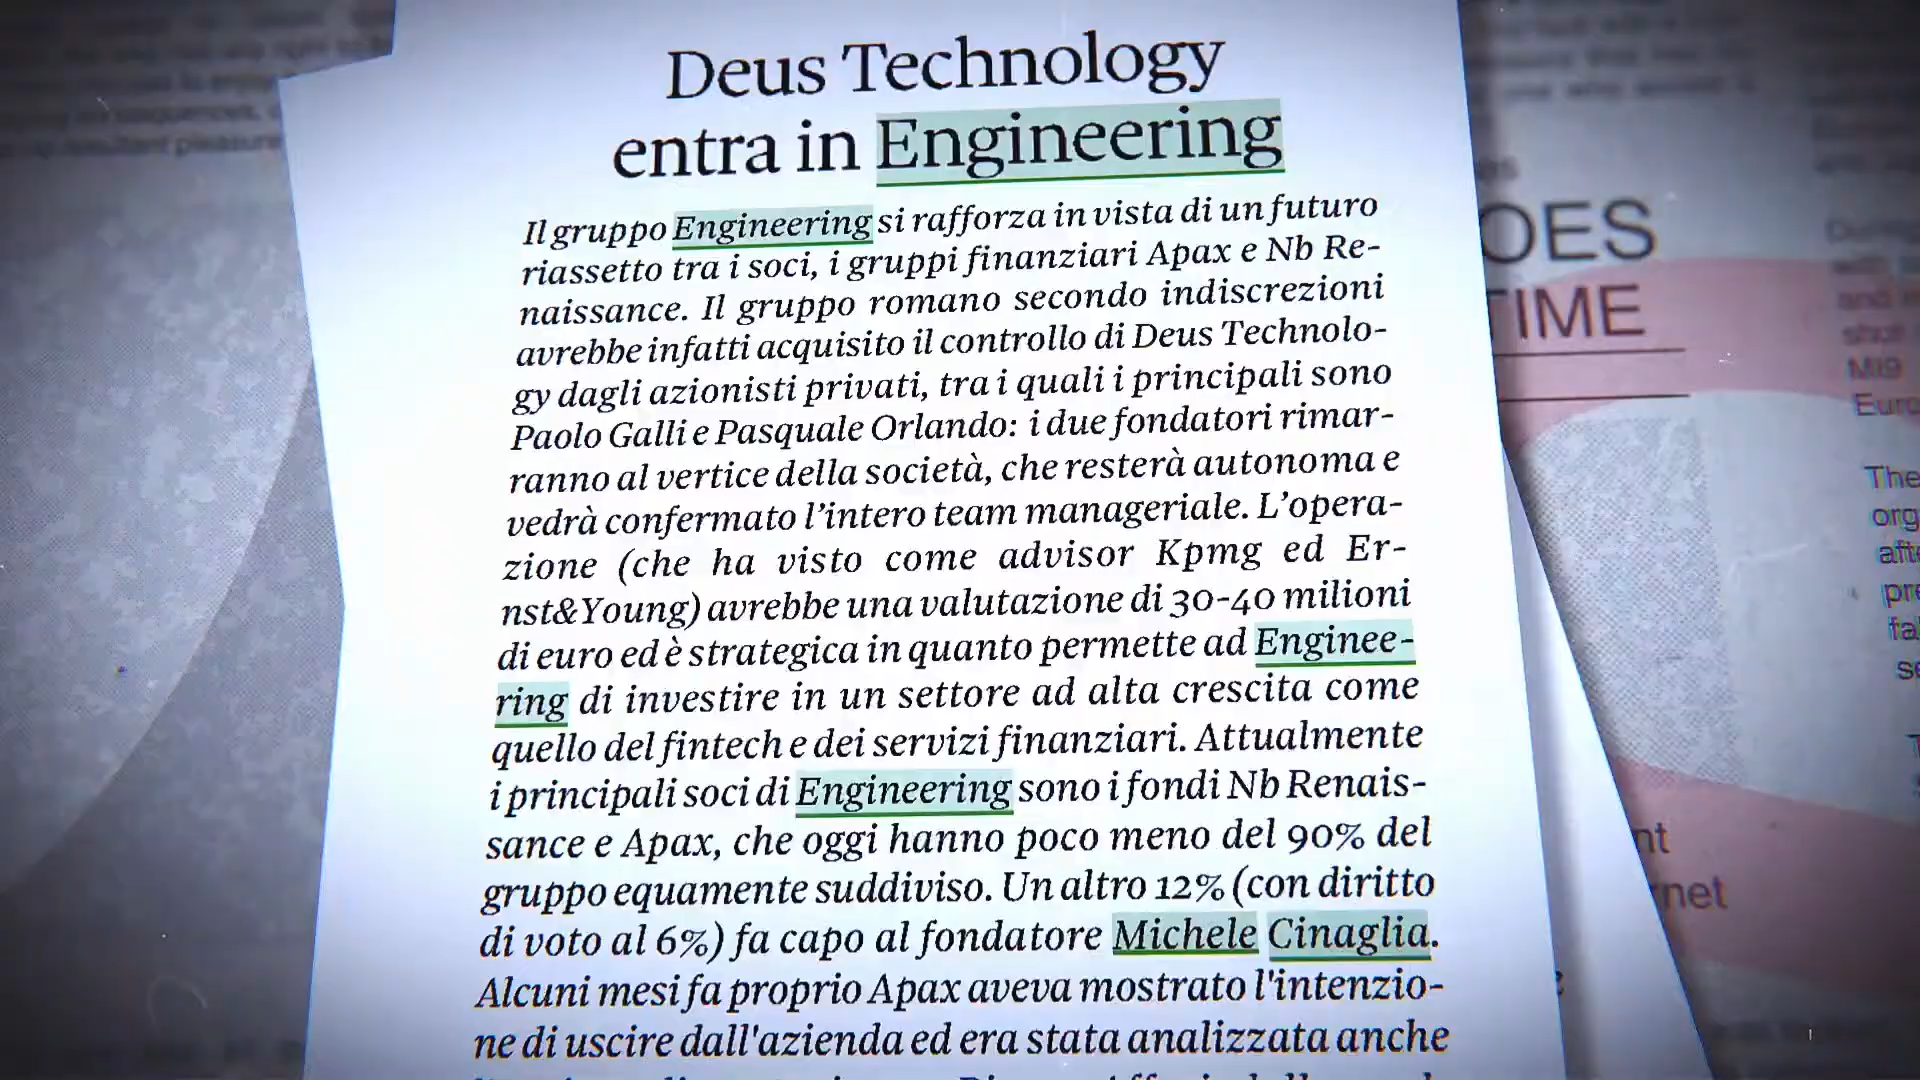 Deus Technology
entra in Engineering
Il gruppo Engineering si rafforza in vista di un futuro
riassetto tra i soci, i gruppi finanziari Apax e Nb Re-
naissance. Il gruppo romano secondo indiscrezioni
avrebbe infatti acquisito il controllo di Deus Technolo-
gy dagli azionisti privati, tra i quali i principali sono
Paolo Galli e Pasquale Orlando: i due fondatori rimar-
ranno al vertice della società, che resterà autonoma e
vedrà confermato l'intero team manageriale. L'opera-
zione (che ha visto come advisor Kpmg ed Er-
nst&Young) avrebbe una valutazione di 30-40 milioni
di euro ed è strategica in quanto permette ad Enginee-
ring di investire in un settore ad alta crescita come
quello del fintech e dei servizi finanziari. Attualmente
i principali soci di Engineering sono i fondi Nb Renais-
sance e Apax, che oggi hanno poco meno del 90% del
gruppo equamente suddiviso. Un altro 12% (con diritto
di voto al 6%) fa capo al fondatore Michele Cinaglia.
Alcuni mesi fa proprio Apax aveva mostrato l'intenzio-
ne di uscire dall'azienda ed era stata analizzata anche
OES
TIME
MI9
The